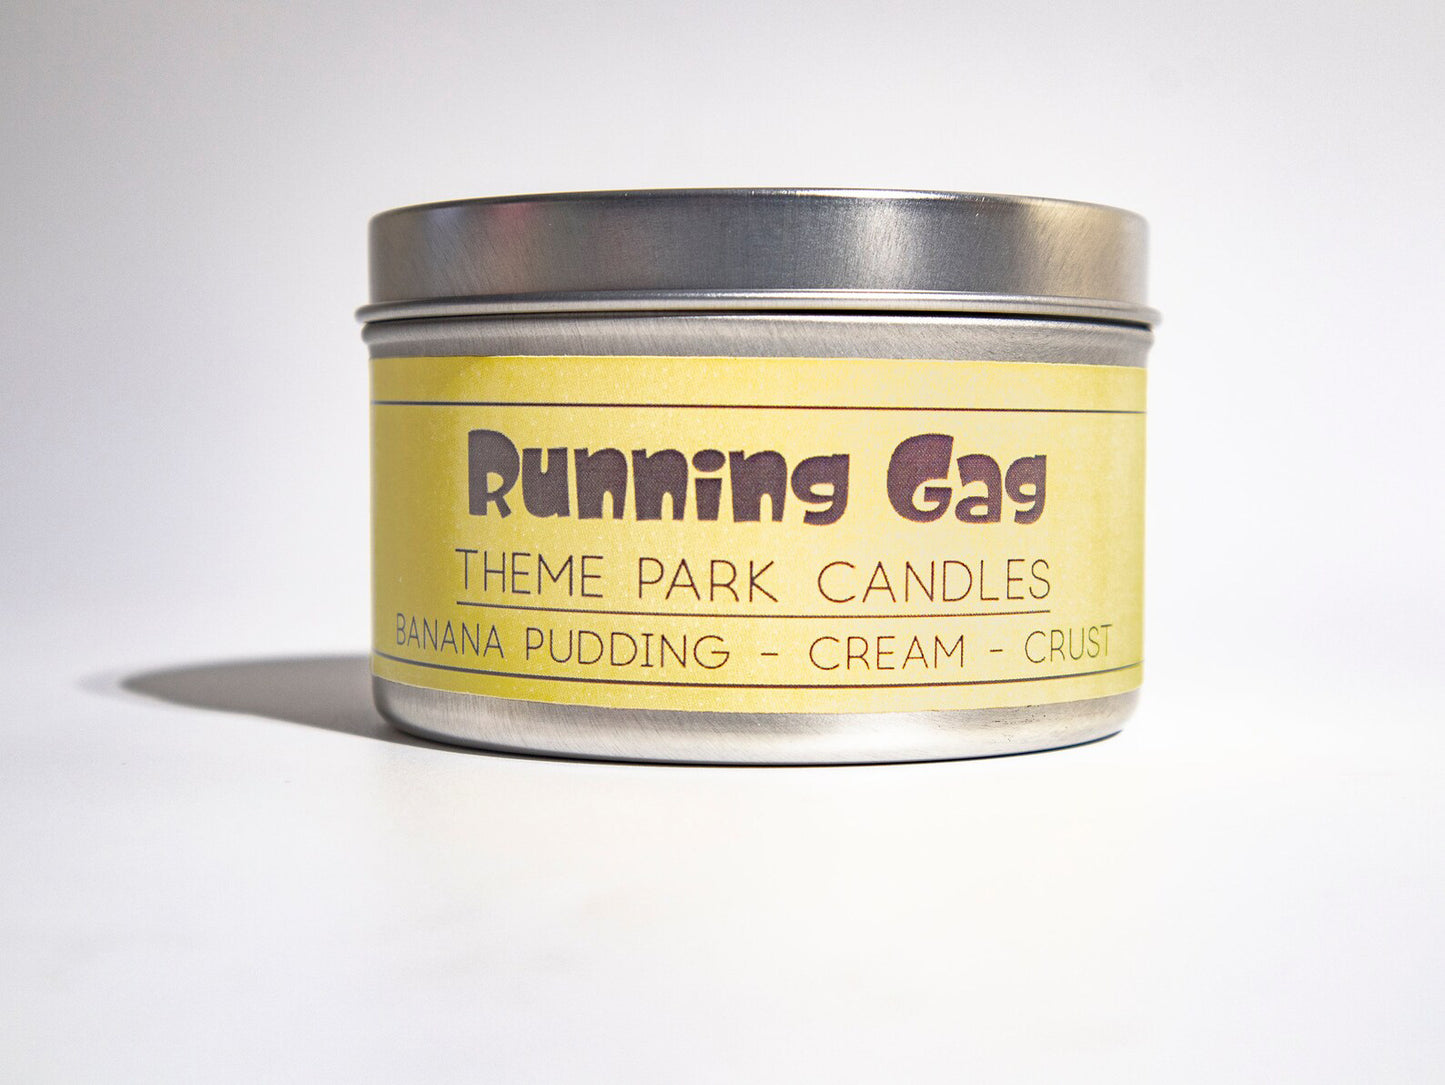 Running Gag
THEME PARK CANDLES
BANANA PUDDING - CREAM - CRUST